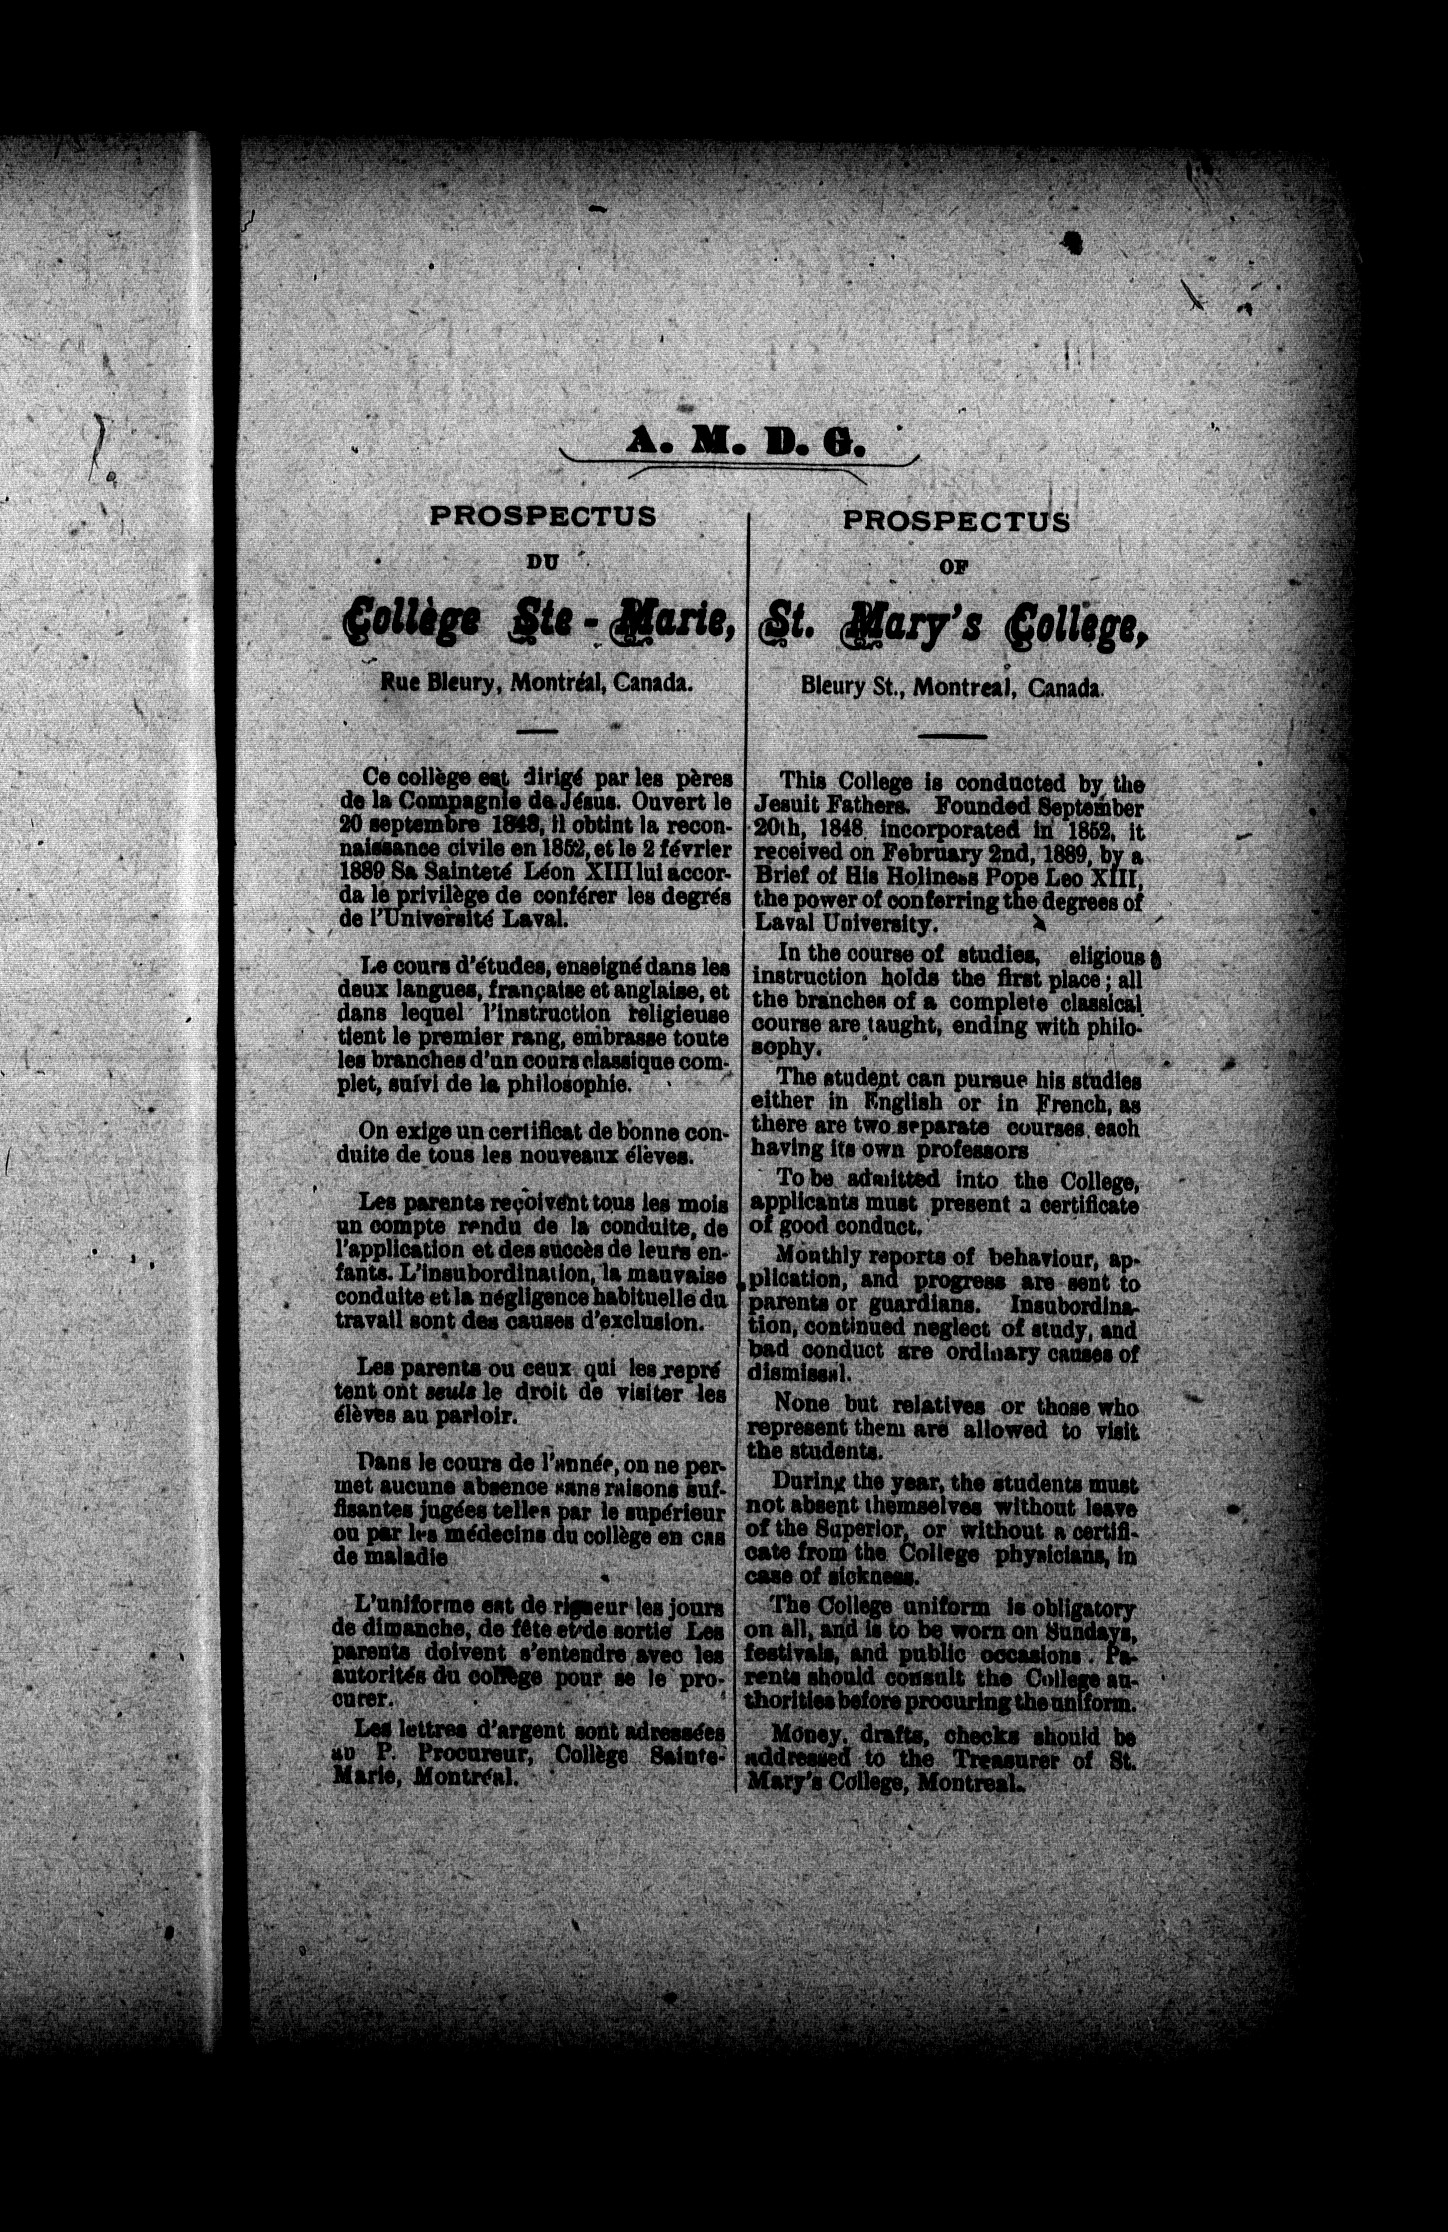 A. M. D. G.
PROSPECTUS
DU
Collège Ste-Marie,
Rue Bleury, Montréal, Canada.
Ce collège est dirigé par les pères
de la Compagnie de Jésus. Ouvert le
20 septembre 1848, il obtint la recon-
naissance civile en 1852, et le 2 février
1889 Sa Sainteté Léon XIII lui accor-
da le privilège de conférer les degrés
de l'Université Laval.
Le cours d'études, enseigné dans les
deux langues, française et anglaise, et
dans lequel l'instruction religieuse
tient le premier rang, embrasse toute
les branches d'un cours classique com-
plet, suivi de la philosophie.
On exige un certificat de bonne con-
duite de tous les nouveaux élèves.
Les parents reçoivent tous les mois
un compte rendu de la conduite, de
l'application et des succès de leurs en-
fants. L'insubordination, la mauvaise
conduite et la négligence habituelle du
travail sont des causes d'exclusion.
Les parents ou ceux qui les repré
tent ont seuls le droit de visiter les
élèves au parloir.
Dans le cours de l'année, on ne per-
met aucune absence sans raisons suf-
fisantes jugées telles par le supérieur
ou par les médecins du collège en cas
de maladie
L'uniforme est de rigueur les jours
de dimanche, de fête et de sortie Les
parents doivent s'entendre avec les
autorités du collège pour se le pro-
curer.
Les lettres d'argent sont adressées
au P. Procureur, Collège Sainte-
Marie, Montréal.
PROSPECTUS
OF
St. Mary's College,
Bleury St., Montreal, Canada.
This College is conducted by the
Jesuit Fathers. Founded September
20th, 1848 incorporated in 1852, it
received on February 2nd, 1889, by a
Brief of His Holiness Pope Leo XIII,
the power of conferring the degrees of
Laval University.
In the course of studies, eligious
instruction holds the first place; all
the branches of a complete classical
course are taught, ending with philo-
sophy.
The student can pursue his studies
either in English or in French, as
there are two separate courses each
having its own professors
To be admitted into the College,
applicants must present a certificate
of good conduct.
Monthly reports of behaviour, ap-
plication, and progress are sent to
parents or guardians. Insubordina-
tion, continued neglect of study, and
bad conduct are ordinary causes of
dismissal.
None but relatives or those who
represent them are allowed to visit
the students.
During the year, the students must
not absent themselves without leave
of the Superior, or without a certifi-
cate from the College physicians, in
case of sickness.
The College uniform is obligatory
on all, and is to be worn on Sundays,
festivals, and public occasions. Pa-
rents should consult the College au-
thorities before procuring the uniform.
Money, drafts, checks should be
addressed to the Treasurer of St.
Mary's College, Montreal.